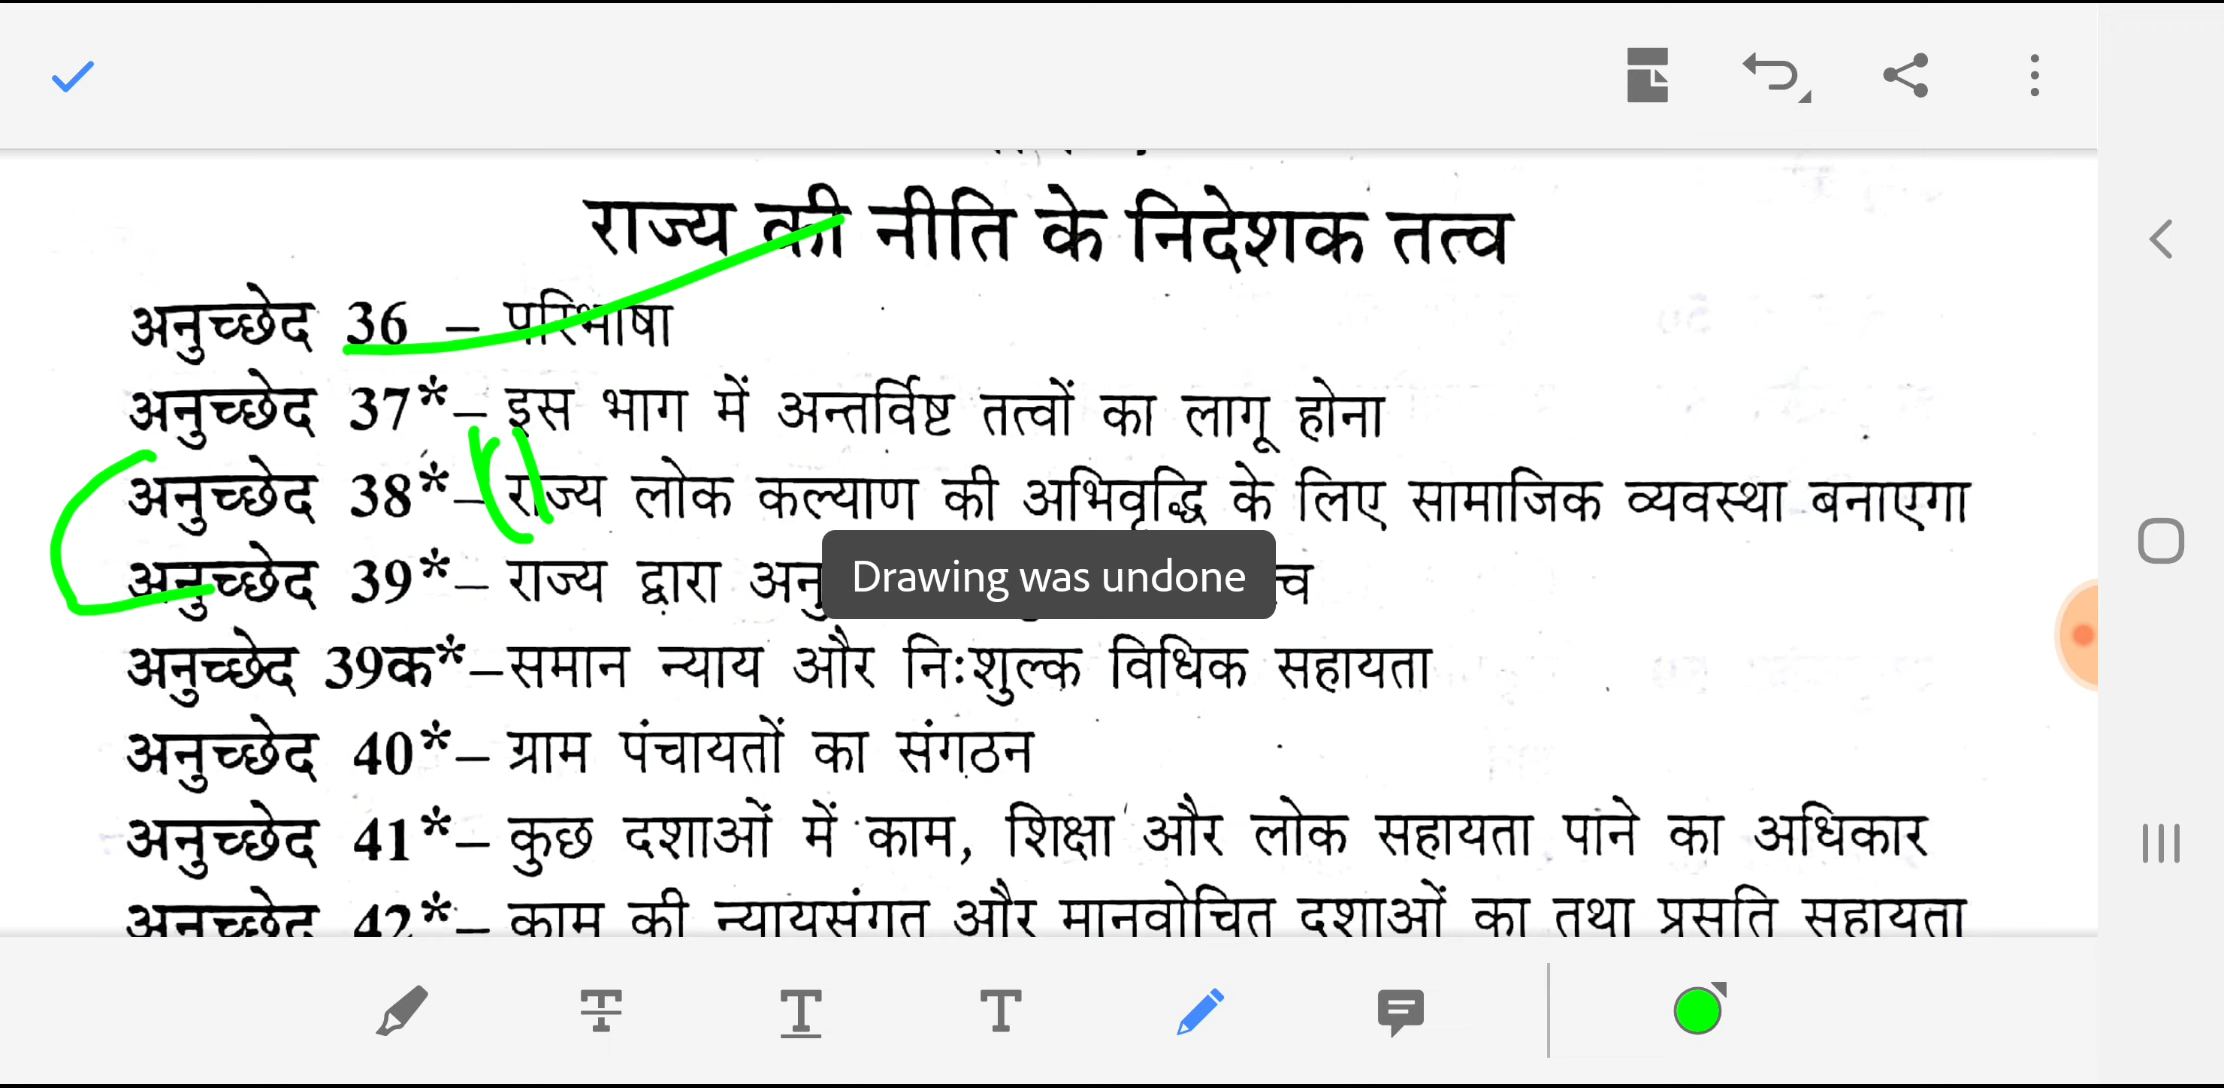 राज्य की नीति के निदेशक तत्व
अनुच्छेद 36 – परिभाषा
अनुच्छेद 37*– इस भाग में अन्तर्विष्ट तत्वों का लागू होना
अनुच्छेद 38*– राज्य लोक कल्याण की अभिवृद्धि के लिए सामाजिक व्यवस्था बनाएगा
अनुच्छेद 39*– राज्य द्वारा
Drawing was undone
अनुच्छेद 39क*–समान न्याय और निःशुल्क विधिक सहायता
अनुच्छेद 40*– ग्राम पंचायतों का संगठन
अनुच्छेद 41*– कुछ दशाओं में काम, शिक्षा और लोक सहायता पाने का अधिकार
अनुच्छेद 42*– काम की न्यायसंगत और मानवोचित दशाओं का तथा प्रसूति सहायता